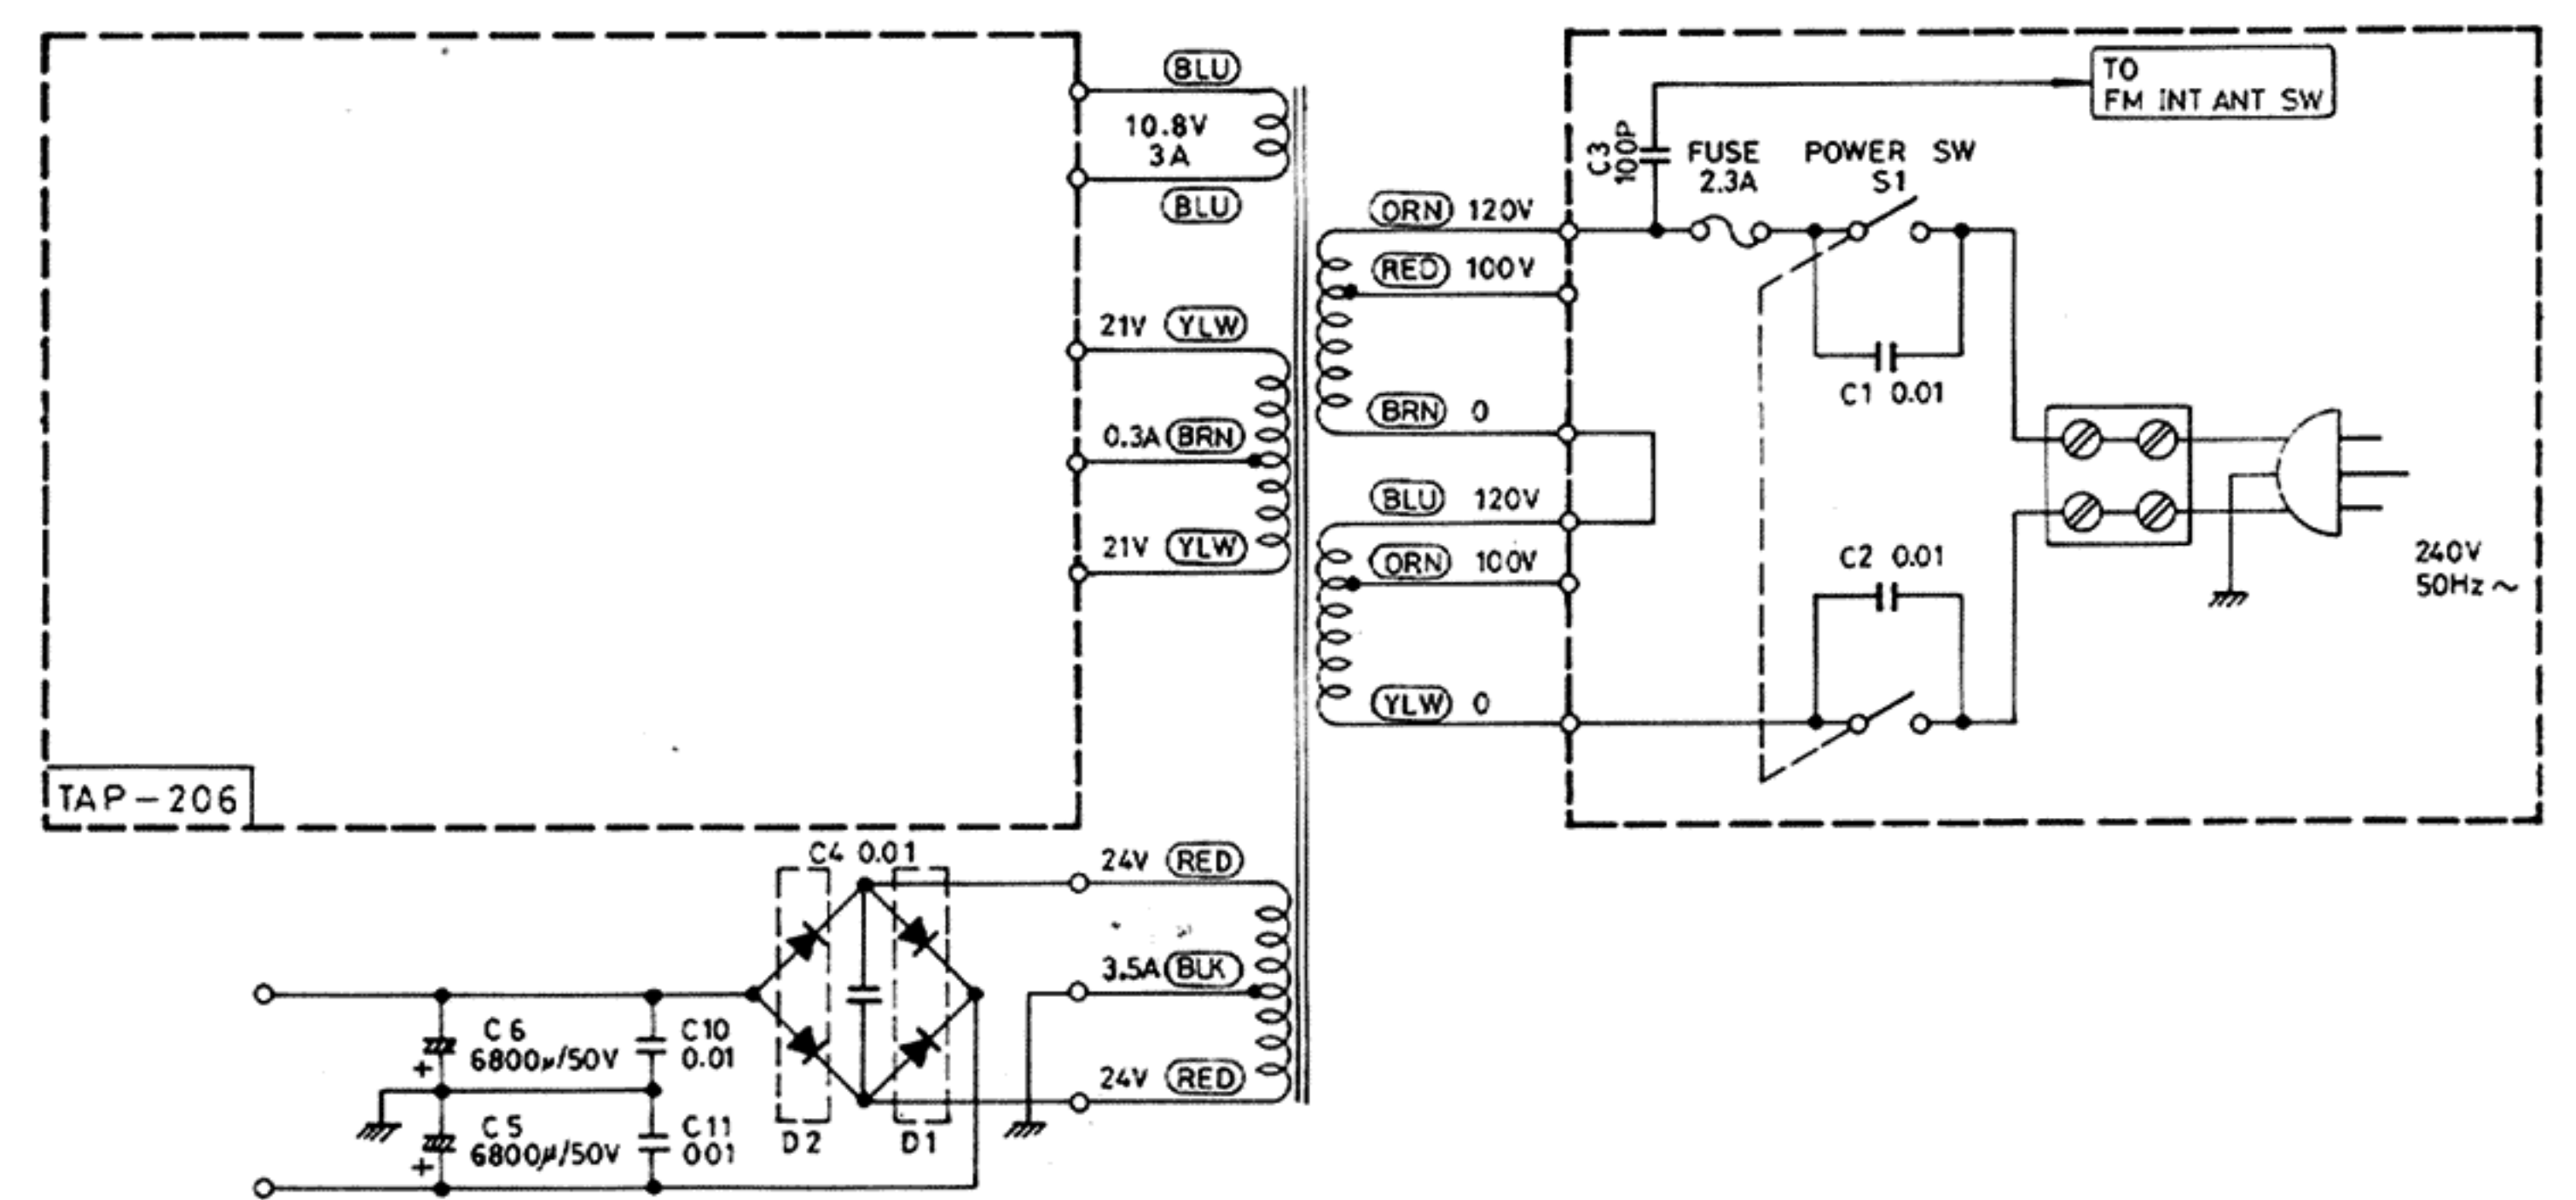 BLU
10.8V
3A
BLU
21V YLW
0.3A BRN
21V YLW
TAP-206
ORN 120V
RED 100V
BRN 0
BLU 120V
ORN 100V
YLW 0
TO
FM INT ANT SW
C3
100P
FUSE
2.3A
POWER SW
S1
C1 0.01
C2 0.01
240V
50Hz ~
C4 0.01
24V RED
3.5A BLK
24V RED
D2
D1
C6
6800μ/50V
+
C10
0.01
C5
6800μ/50V
+
C11
001